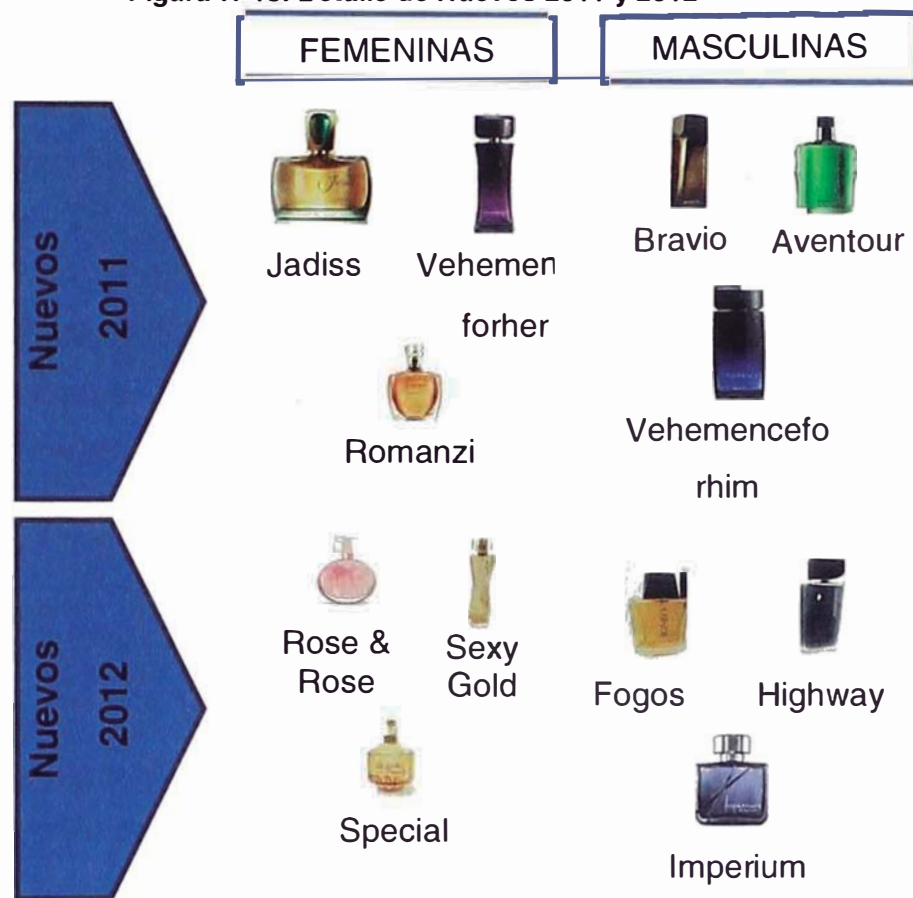 FEMENINAS
MASCULINAS
Nuevos
2011
Jadiss
Vehemen
forher
Romanzi
Bravio
Aventour
Vehemencefo
rhim
Nuevos
2012
Rose &
Rose
Sexy
Gold
Special
Fogos
Highway
Imperium